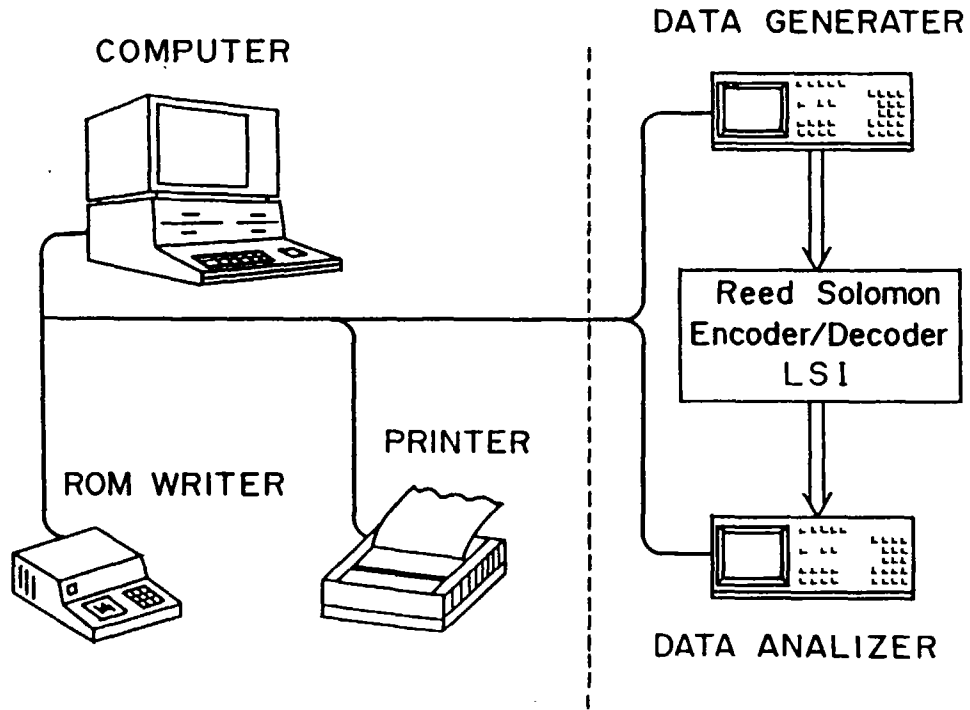 COMPUTER
DATA GENERATER
Reed Solomon
Encoder/Decoder
LSI
PRINTER
ROM WRITER
DATA ANALIZER